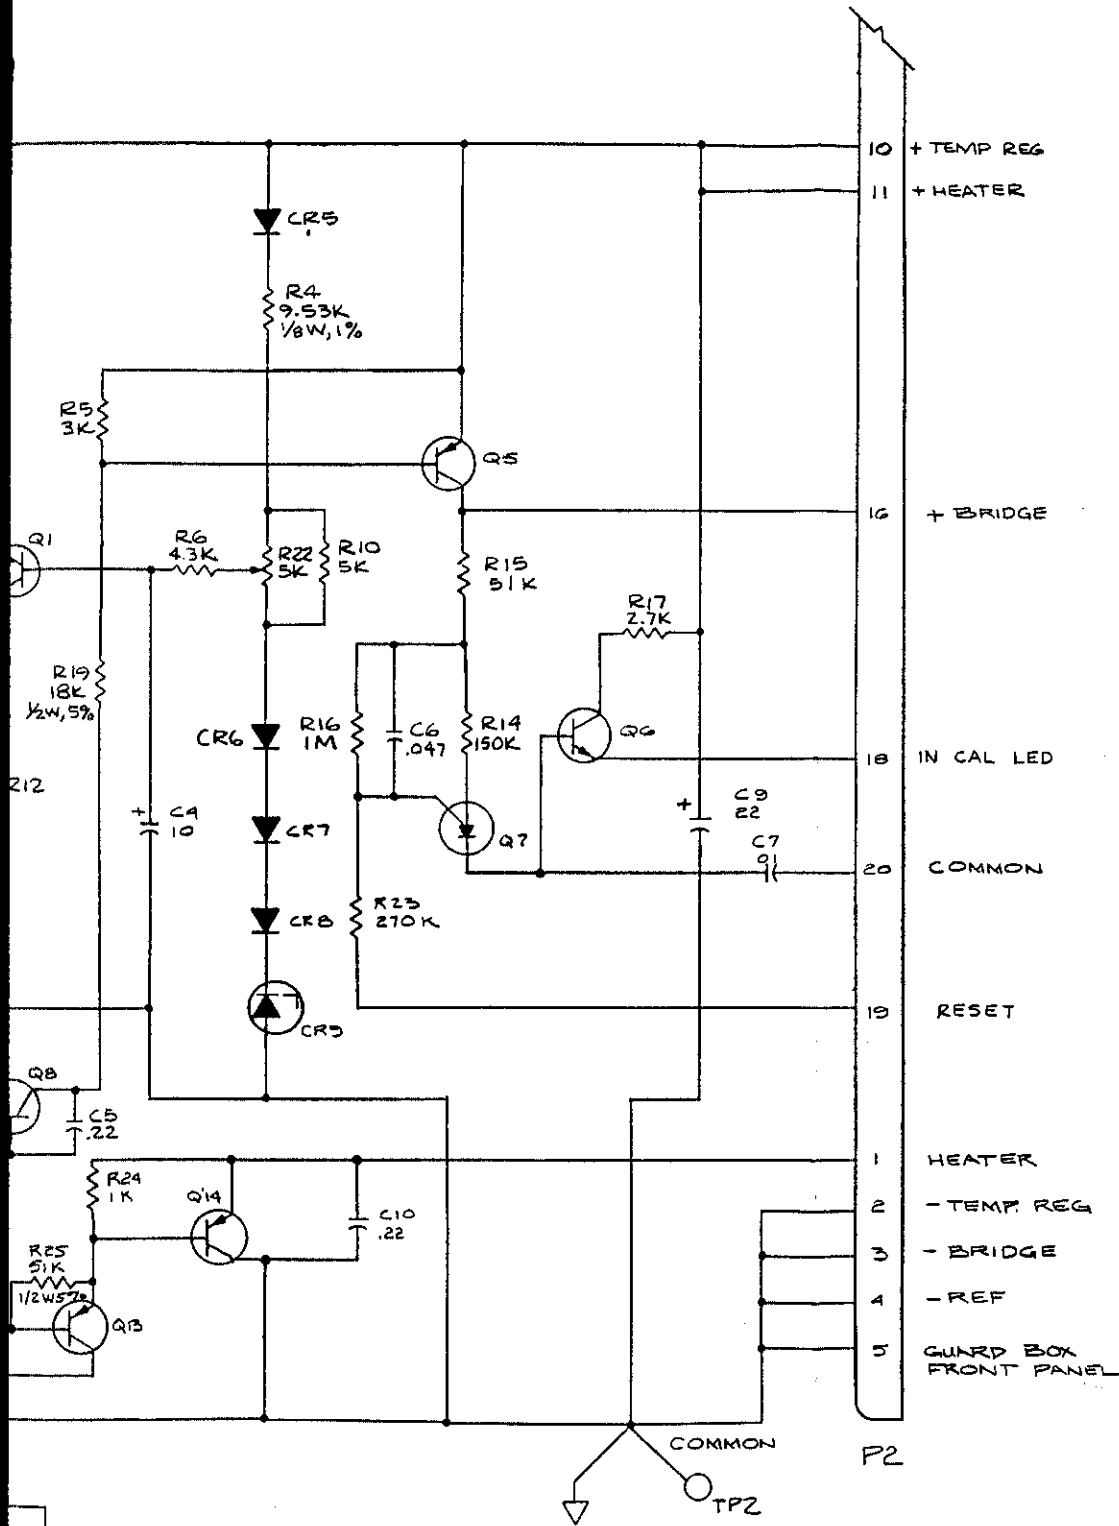 10 + TEMP REG
11 + HEATER
CR5
R4
9.53K
1/8W, 1%
R5
3K
Q5
16 + BRIDGE
Q1
R6
4.3K
R22
5K
R10
5K
R15
51K
R17
2.7K
R19
18K
1/2W, 5%
CR6
R16
1M
C6
.047
R14
150K
Q6
18 IN CAL LED
212
+ C4
10
CR7
Q7
+ C9
22
C7
.01
20 COMMON
CR8
R23
270K
CR9
19 RESET
Q8
C5
.22
1 HEATER
R24
1K
Q14
C10
.22
2 - TEMP. REG
3 - BRIDGE
R25
51K
1/2W5%
Q13
4 - REF
5 GUARD BOX
FRONT PANEL
COMMON
P2
TP2